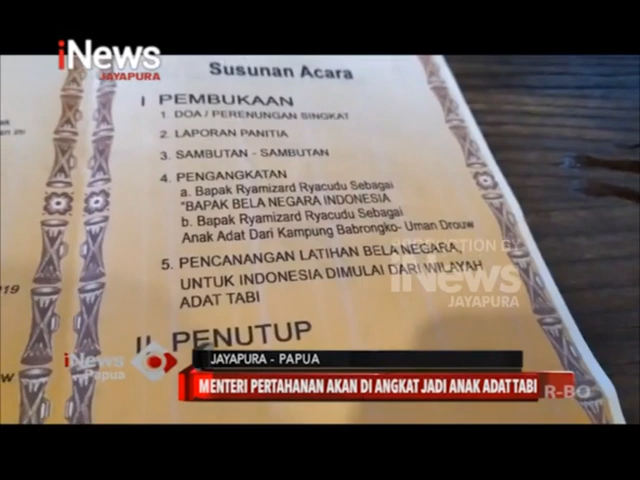 iNews
JAYAPURA
Susunan Acara
I PEMBUKAAN
1. DOA / PERENUNGAN SINGKAT
2. LAPORAN PANITIA
3. SAMBUTAN - SAMBUTAN
4. PENGANGKATAN
a. Bapak Ryamizard Ryacudu Sebagai
"BAPAK BELA NEGARA INDONESIA
b. Bapak Ryamizard Ryacudu Sebagai
Anak Adat Dari Kampung Babrongko- Uman Drouw
5. PENCANANGAN LATIHAN BELA NEGARA,
UNTUK INDONESIA DIMULAI DARI WILAYAH
ADAT TABI
II PENUTUP
iNews
JAYAPURA
iNews
Papua
JAYAPURA - PAPUA
MENTERI PERTAHANAN AKAN DI ANGKAT JADI ANAK ADAT TABI
R-BO